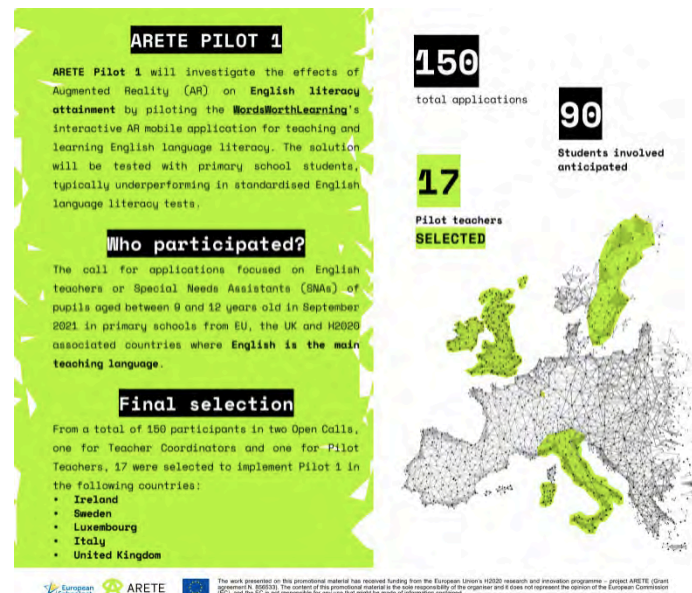 ARETE PILOT 1
ARETE Pilot 1 will investigate the effects of
Augmented Reality (AR) on English literacy
attainment by piloting the WordsWorthLearning's
interactive AR mobile application for teaching and
learning English language literacy. The solution
will be tested with primary school students,
typically underperforming in standardised English
language literacy tests.
Who participated?
The call for applications focused on English
teachers or Special Needs Assistants (SNAs) of
pupils aged between 9 and 12 years old in September
2021 in primary schools from EU, the UK and H2020
associated countries where English is the main
teaching language.
Final selection
From a total of 150 participants in two Open Calls,
one for Teacher Coordinators and one for Pilot
Teachers, 17 were selected to implement Pilot 1 in
the following countries:
• Ireland
• Sweden
• Luxembourg
• Italy
• United Kingdom
150
total applications
90
Students involved
anticipated
17
Pilot teachers
SELECTED
European
ARETE
The work presented on this promotional material has received funding from the European Union's H2020 research and innovation programme – project ARETE (Grant
agreement N. 856533). The content of this promotional material is the sole responsibility of the organiser and it does not represent the opinion of the European Commission